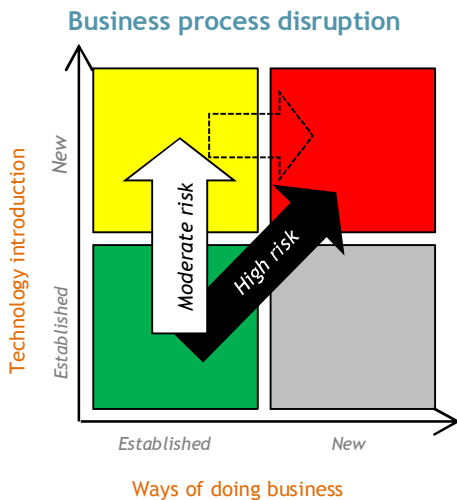 Business process disruption
Technology introduction
New
Established
Moderate risk
High risk
Established
New
Ways of doing business